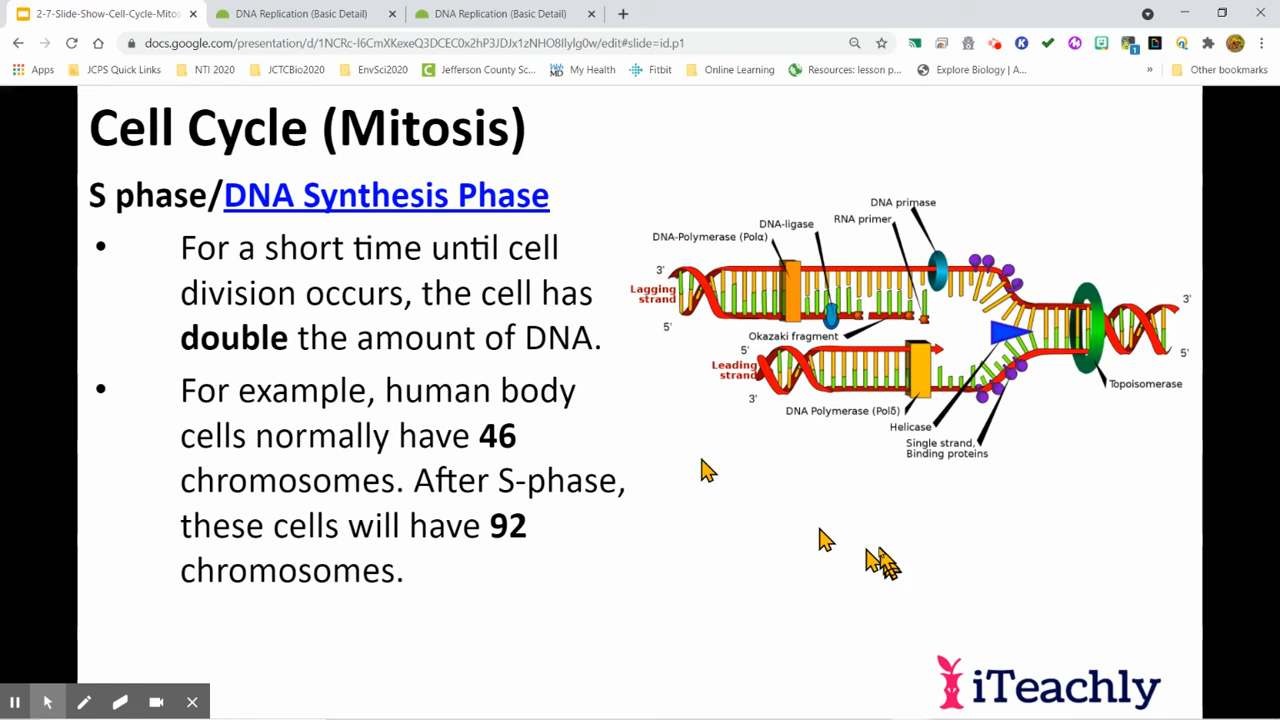 2-7-Slide-Show-Cell-Cycle-Mitos
DNA Replication (Basic Detail)
DNA Replication (Basic Detail)
docs.google.com/presentation/d/1NCRc-l6CmXKexeQ3DCEC0x2hP3JDJx1zNHO8Ilylg0w/edit#slide=id.p1
Apps
JCPS Quick Links
NTI 2020
JCTCBio2020
EnvSci2020
Jefferson County Sc...
My Health
Fitbit
Online Learning
Resources: lesson p...
Explore Biology | A...
»
Other bookmarks
Cell Cycle (Mitosis)
S phase/DNA Synthesis Phase
• For a short time until cell
division occurs, the cell has
double the amount of DNA.
• For example, human body
cells normally have 46
chromosomes. After S-phase,
these cells will have 92
chromosomes.
DNA primase
RNA primer
DNA-ligase
DNA-Polymerase (Polα)
3'
Lagging
strand
5'
Okazaki fragment
5'
Leading
strand
3'
DNA Polymerase (Polδ)
Helicase
Single strand,
Binding proteins
Topoisomerase
3'
5'
iTeachly